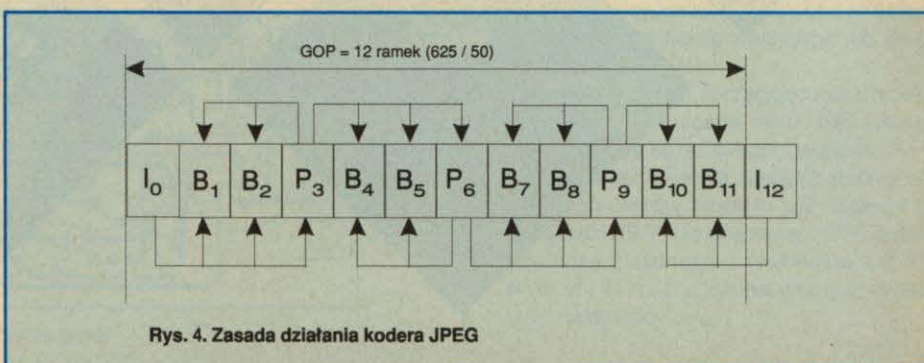 GOP = 12 ramek (625 / 50)
I₀ B₁ B₂ P₃ B₄ B₅ P₆ B₇ B₈ P₉ B₁₀ B₁₁ I₁₂
Rys. 4. Zasada działania kodera JPEG